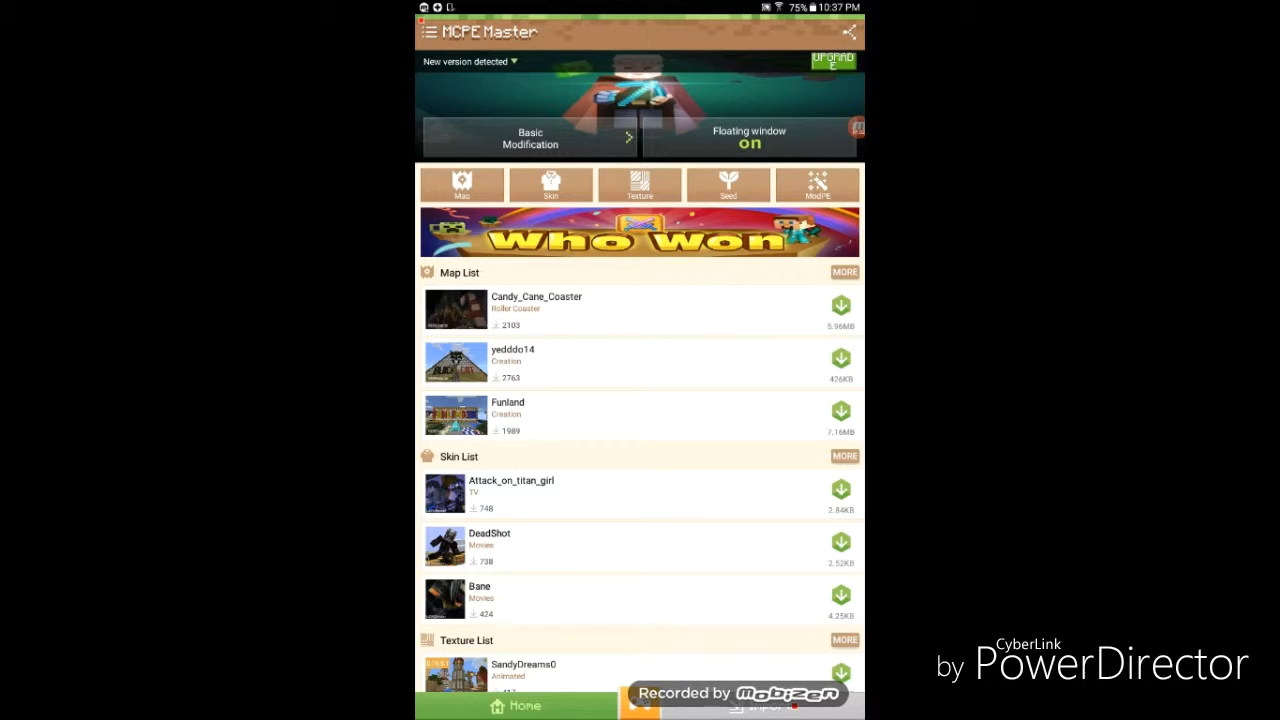 75% 10:37 PM
MCPE Master
New version detected
UPGRAD
E
Basic
Modification
Floating window
on
Map
Skin
Texture
Seed
ModPE
Who Won
Map List
MORE
Candy_Cane_Coaster
Roller Coaster
2103
5.96MB
yedddo14
Creation
2763
426KB
Funland
Creation
1989
7.16MB
Skin List
MORE
Attack_on_titan_girl
TV
748
2.84KB
DeadShot
Movies
738
2.52KB
Bane
Movies
424
4.25KB
Texture List
MORE
SandyDreams0
Animated
Recorded by mobizen
Home
CyberLink
by PowerDirector